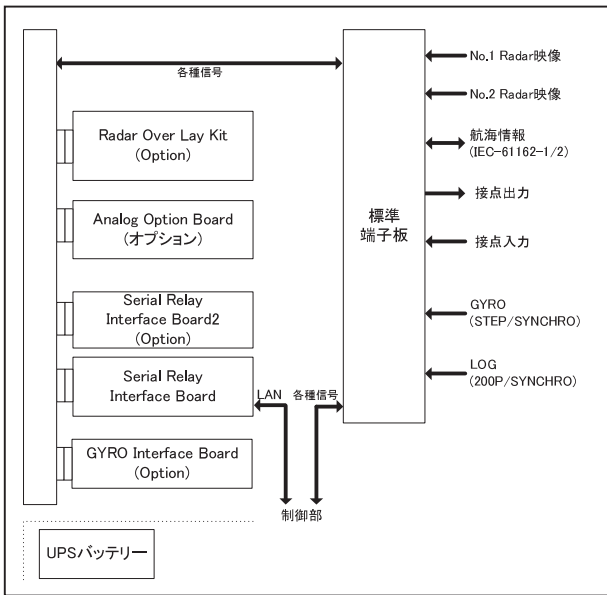 各種信号
Radar Over Lay Kit
(Option)
Analog Option Board
(オプション)
Serial Relay
Interface Board2
(Option)
Serial Relay
Interface Board
GYRO Interface Board
(Option)
UPSバッテリー
LAN
各種信号
制御部
標準
端子板
No.1 Radar映像
No.2 Radar映像
航海情報
(IEC-61162-1/2)
接点出力
接点入力
GYRO
(STEP/SYNCHRO)
LOG
(200P/SYNCHRO)